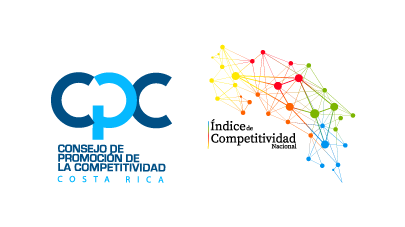 CPC
CONSEJO DE
PROMOCIÓN DE
LA COMPETITIVIDAD
COSTA RICA
Índice de
Competitividad
Nacional